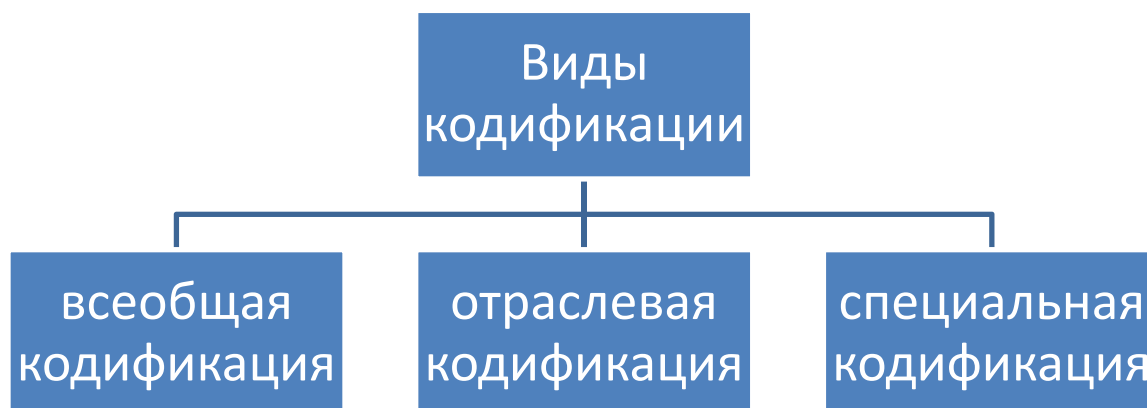 Виды
кодификации
всеобщая
кодификация
отраслевая
кодификация
специальная
кодификация